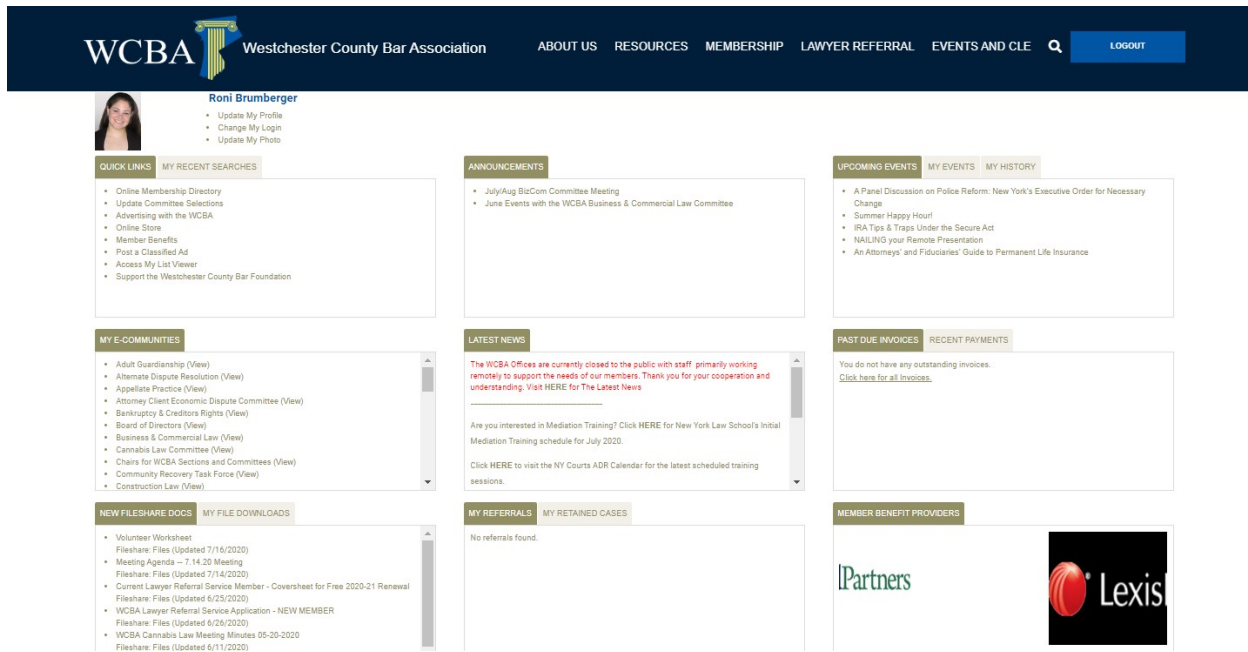 WCBA Westchester County Bar Association
ABOUT US RESOURCES MEMBERSHIP LAWYER REFERRAL EVENTS AND CLE LOGOUT
Roni Brumberger
• Update My Profile
• Change My Login
• Update My Photo
QUICK LINKS MY RECENT SEARCHES
• Online Membership Directory
• Update Committee Selections
• Advertising with the WCBA
• Online Store
• Member Benefits
• Post a Classified Ad
• Access My List Viewer
• Support the Westchester County Bar Foundation
ANNOUNCEMENTS
• July/Aug BizCom Committee Meeting
• June Events with the WCBA Business & Commercial Law Committee
UPCOMING EVENTS MY EVENTS MY HISTORY
• A Panel Discussion on Police Reform: New York's Executive Order for Necessary
Change
• Summer Happy Hour!
• IRA Tips & Traps Under the Secure Act
• NAILING your Remote Presentation
• An Attorneys' and Fiduciaries' Guide to Permanent Life Insurance
MY E-COMMUNITIES
• Adult Guardianship (View)
• Alternate Dispute Resolution (View)
• Appellate Practice (View)
• Attorney Client Economic Dispute Committee (View)
• Bankruptcy & Creditors Rights (View)
• Board of Directors (View)
• Business & Commercial Law (View)
• Cannabis Law Committee (View)
• Chairs for WCBA Sections and Committees (View)
• Community Recovery Task Force (View)
• Construction Law (View)
LATEST NEWS
The WCBA Offices are currently closed to the public with staff primarily working
remotely to support the needs of our members. Thank you for your cooperation and
understanding. Visit HERE for The Latest News
Are you interested in Mediation Training? Click HERE for New York Law School's Initial
Mediation Training schedule for July 2020.
Click HERE to visit the NY Courts ADR Calendar for the latest scheduled training
sessions.
PAST DUE INVOICES RECENT PAYMENTS
You do not have any outstanding invoices.
Click here for all Invoices.
NEW FILESHARE DOCS MY FILE DOWNLOADS
• Volunteer Worksheet
Fileshare: Files (Updated 7/16/2020)
• Meeting Agenda -- 7.14.20 Meeting
Fileshare: Files (Updated 7/14/2020)
• Current Lawyer Referral Service Member - Coversheet for Free 2020-21 Renewal
Fileshare: Files (Updated 6/25/2020)
• WCBA Lawyer Referral Service Application - NEW MEMBER
Fileshare: Files (Updated 6/26/2020)
• WCBA Cannabis Law Meeting Minutes 05-20-2020
Fileshare: Files (Updated 6/11/2020)
MY REFERRALS MY RETAINED CASES
No referrals found.
MEMBER BENEFIT PROVIDERS
Partners
Lexis